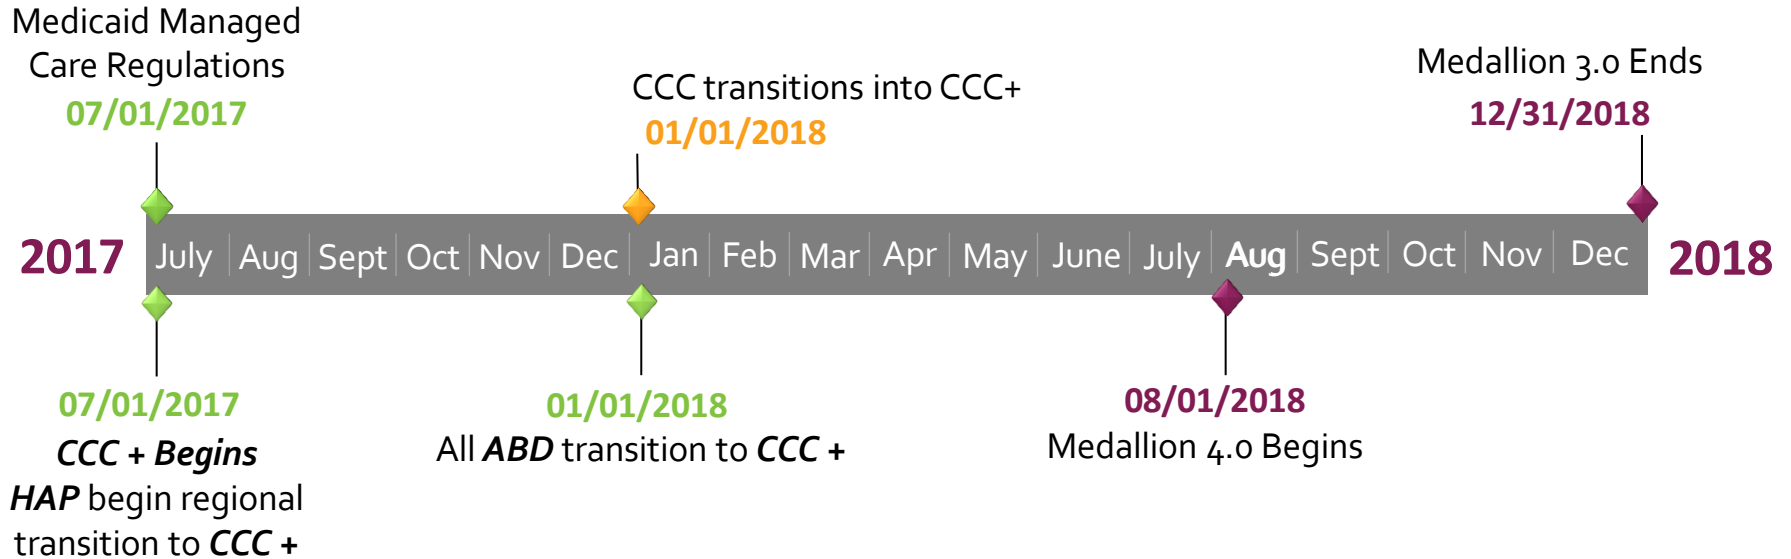 Medicaid Managed
Care Regulations
07/01/2017
CCC transitions into CCC+
01/01/2018
Medallion 3.0 Ends
12/31/2018
2017 July Aug Sept Oct Nov Dec Jan Feb Mar Apr May June July Aug Sept Oct Nov Dec 2018
07/01/2017
CCC + Begins
HAP begin regional
transition to CCC +
01/01/2018
All ABD transition to CCC +
08/01/2018
Medallion 4.0 Begins